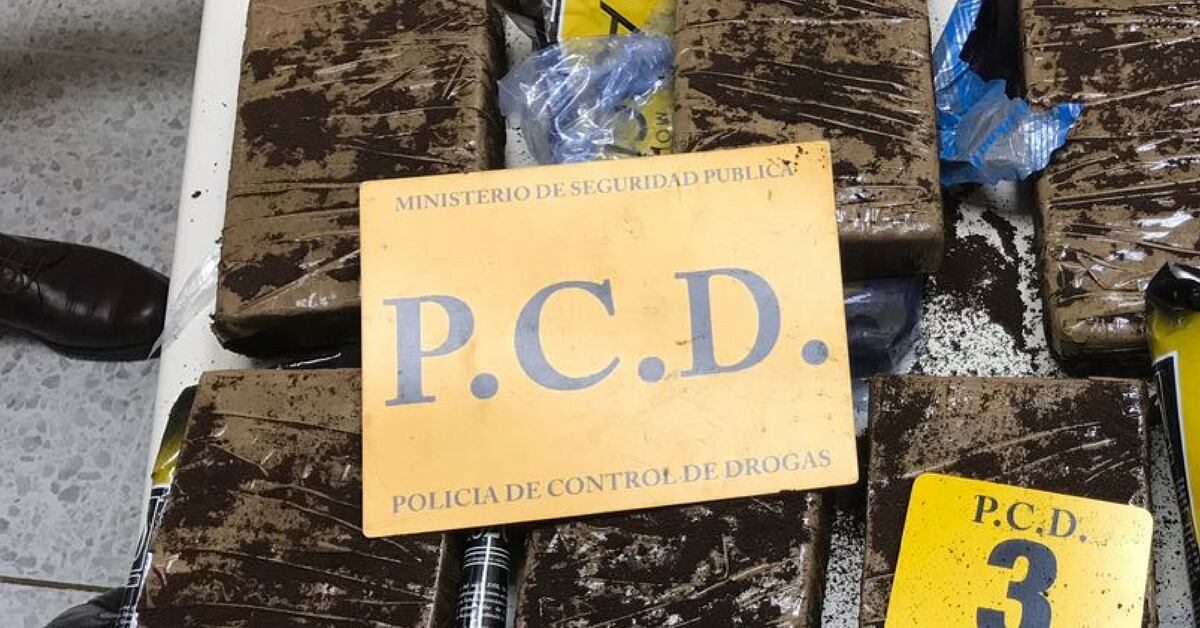 MINISTERIO DE SEGURIDAD PUBLICA
P.C.D.
POLICIA DE CONTROL DE DROGAS
P.C.D.
3